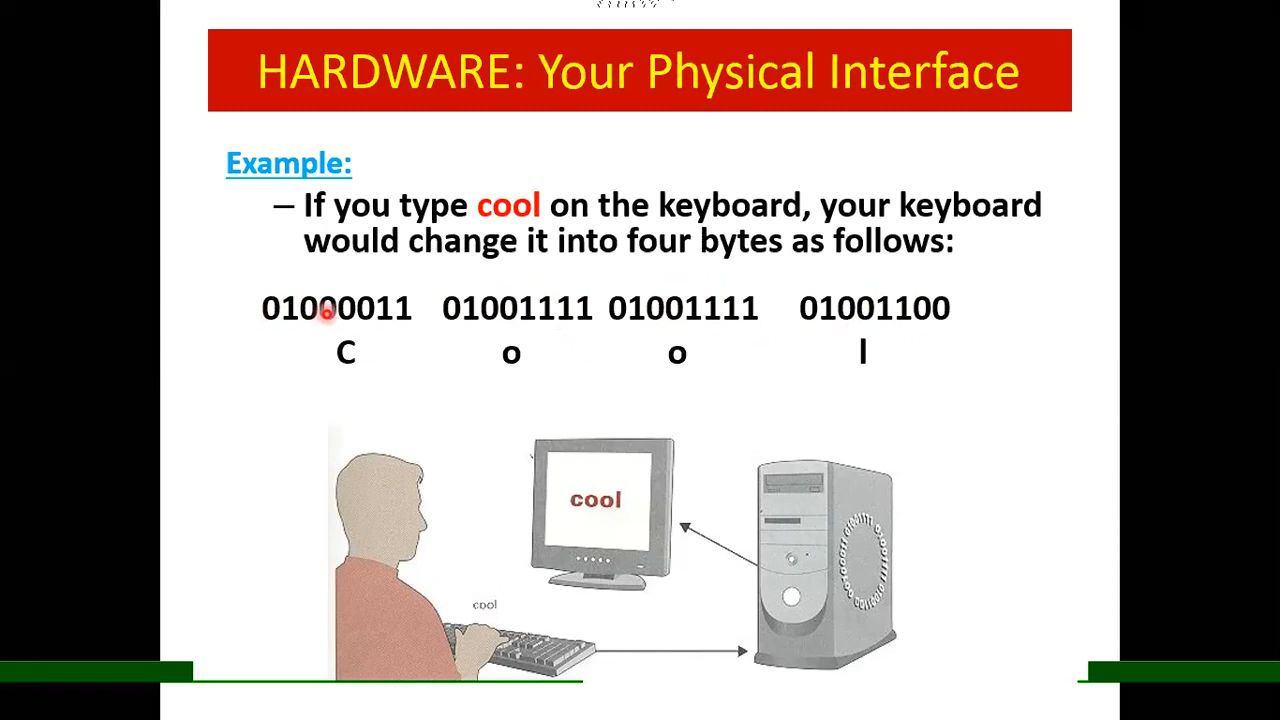 HARDWARE: Your Physical Interface
Example:
– If you type cool on the keyboard, your keyboard
would change it into four bytes as follows:
01000011 01001111 01001111 01001100
C o o l
cool
cool